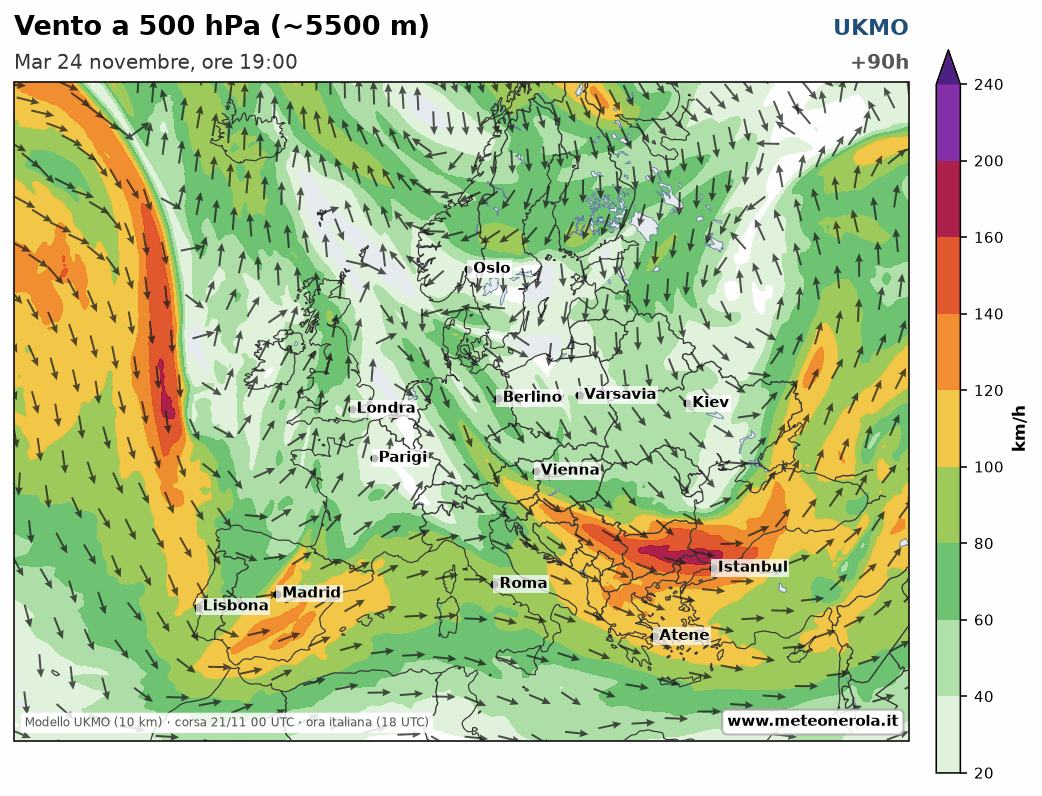 Vento a 500 hPa (~5500 m)
UKMO
Mar 24 novembre, ore 19:00
+90h
240
200
160
140
120
100
80
60
40
20
km/h
Oslo
Londra
Berlino
Varsavia
Kiev
Parigi
Vienna
Istanbul
Roma
Madrid
Lisbona
Atene
Modello UKMO (10 km) · corsa 21/11 00 UTC · ora italiana (18 UTC)
www.meteonerola.it